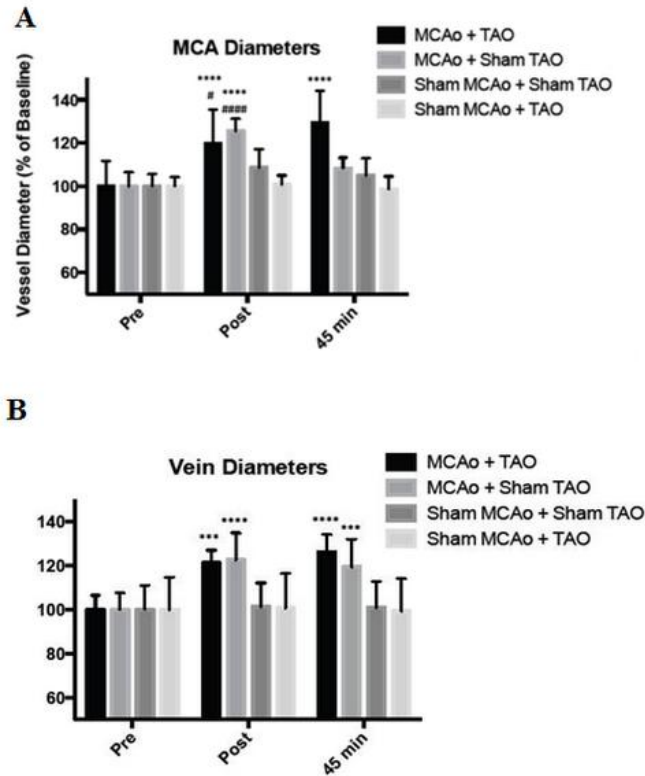 A
MCA Diameters
MCAo + TAO
MCAo + Sham TAO
Sham MCAo + Sham TAO
Sham MCAo + TAO
Vessel Diameter (% of Baseline)
140
120
100
80
60
****
#
****
####
****
Pre
Post
45 min
B
Vein Diameters
MCAo + TAO
MCAo + Sham TAO
Sham MCAo + Sham TAO
Sham MCAo + TAO
140
120
100
80
60
***
****
****
***
Pre
Post
45 min